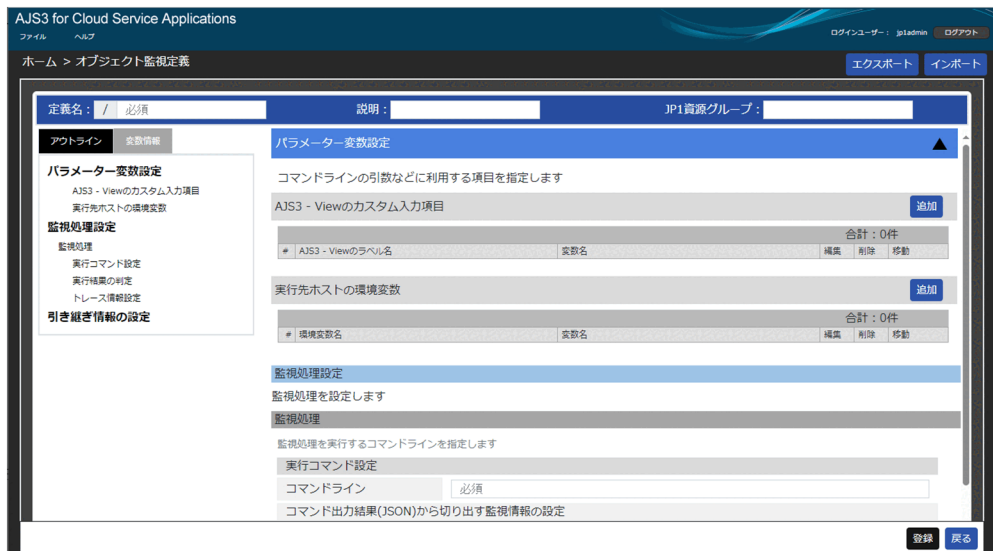 AJS3 for Cloud Service Applications
ファイル ヘルプ ログインユーザー： jp1admin ログアウト
ホーム ＞オブジェクト監視定義 エクスポート インポート
定義名： / 必須 説明： JP1資源グループ：
アウトライン 変数情報
パラメーター変数設定
AJS3 - Viewのカスタム入力項目
実行先ホストの環境変数
監視処理設定
監視処理
実行コマンド設定
実行結果の判定
トレース情報設定
引き継ぎ情報の設定
パラメーター変数設定 ▲
コマンドラインの引数などに利用する項目を指定します
AJS3 - Viewのカスタム入力項目 追加
合計：0件
# AJS3 - Viewのラベル名 変数名 編集 削除 移動
実行先ホストの環境変数 追加
合計：0件
# 環境変数名 変数名 編集 削除 移動
監視処理設定
監視処理を設定します
監視処理
監視処理を実行するコマンドラインを指定します
実行コマンド設定
コマンドライン 必須
コマンド出力結果(JSON)から切り出す監視情報の設定
登録 戻る